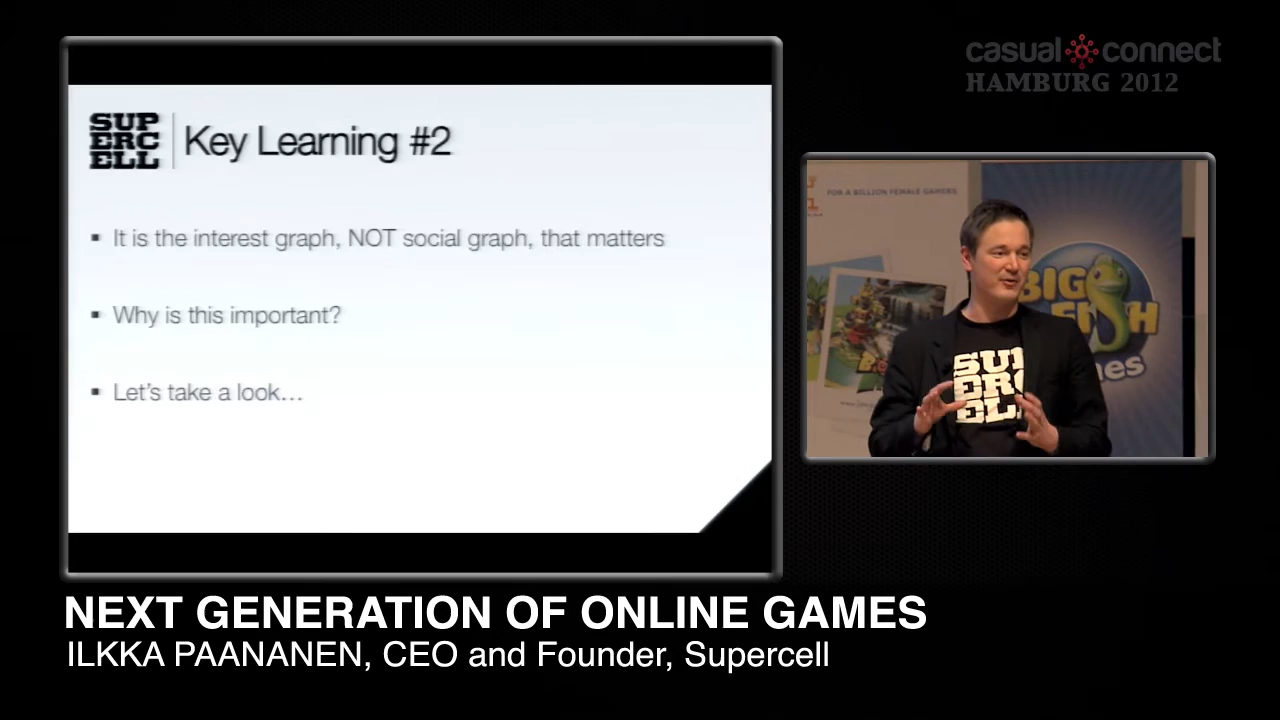 casual connect
HAMBURG 2012
SUP
ERC
ELL
Key Learning #2
▪ It is the interest graph, NOT social graph, that matters
▪ Why is this important?
▪ Let's take a look...
FOR A BILLION FEMALE GAMERS
BIG
FISH
mes
SUP
ERC
ELL
NEXT GENERATION OF ONLINE GAMES
ILKKA PAANANEN, CEO and Founder, Supercell